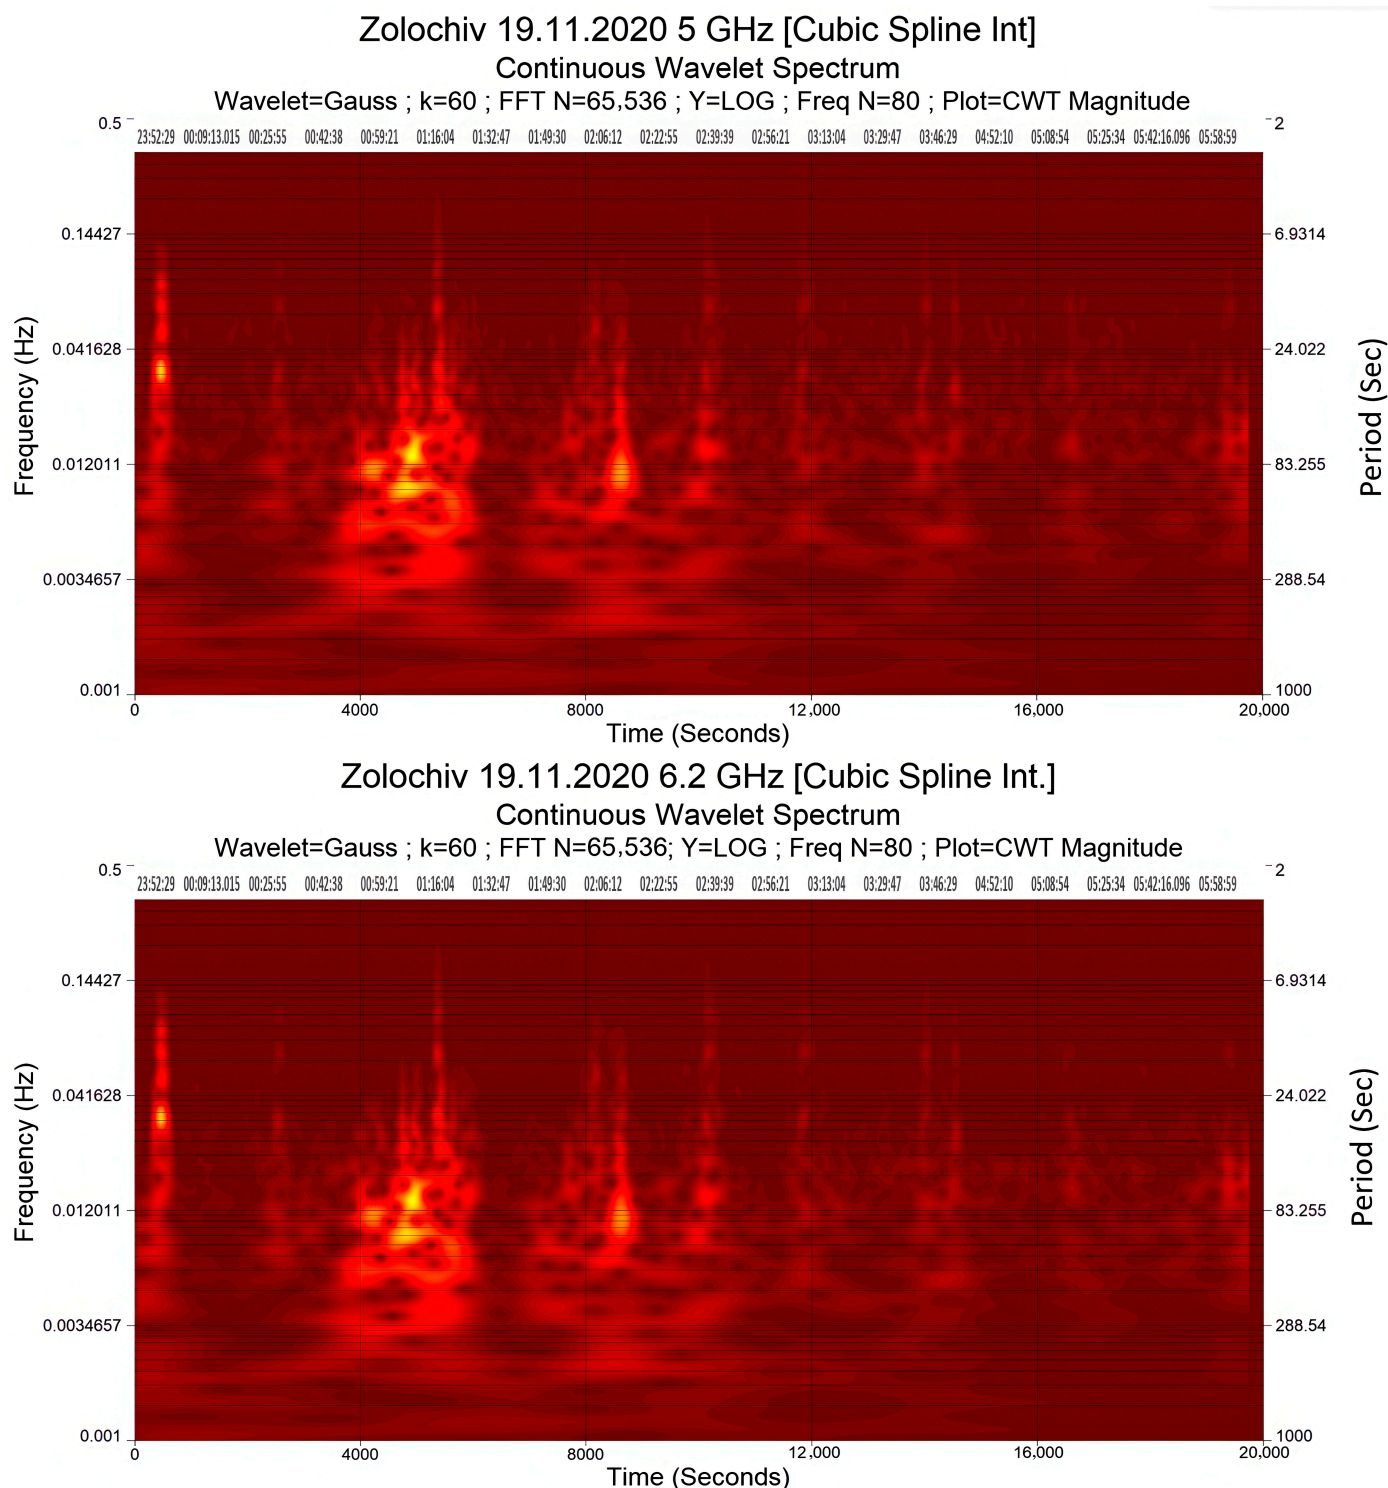 Zolochiv 19.11.2020 5 GHz [Cubic Spline Int]
Continuous Wavelet Spectrum
Wavelet=Gauss ; k=60 ; FFT N=65,536 ; Y=LOG ; Freq N=80 ; Plot=CWT Magnitude
0.5 2
23:52:29 00:09:13.015 00:25:55 00:42:38 00:59:21 01:16:04 01:32:47 01:49:30 02:06:12 02:22:55 02:39:39 02:56:21 03:13:04 03:29:47 03:46:29 04:52:10 05:08:54 05:25:34 05:42:16.096 05:58:59
0.14427 6.9314
0.041628 24.022
Frequency (Hz)
Period (Sec)
0.012011 83.255
0.0034657 288.54
0.001 1000
0 4000 8000 12,000 16,000 20,000
Time (Seconds)
Zolochiv 19.11.2020 6.2 GHz [Cubic Spline Int.]
Continuous Wavelet Spectrum
Wavelet=Gauss ; k=60 ; FFT N=65,536; Y=LOG ; Freq N=80 ; Plot=CWT Magnitude
0.5 2
23:52:29 00:09:13.015 00:25:55 00:42:38 00:59:21 01:16:04 01:32:47 01:49:30 02:06:12 02:22:55 02:39:39 02:56:21 03:13:04 03:29:47 03:46:29 04:52:10 05:08:54 05:25:34 05:42:16.096 05:58:59
0.14427 6.9314
0.041628 24.022
Frequency (Hz)
Period (Sec)
0.012011 83.255
0.0034657 288.54
0.001 1000
0 4000 8000 12,000 16,000 20,000
Time (Seconds)